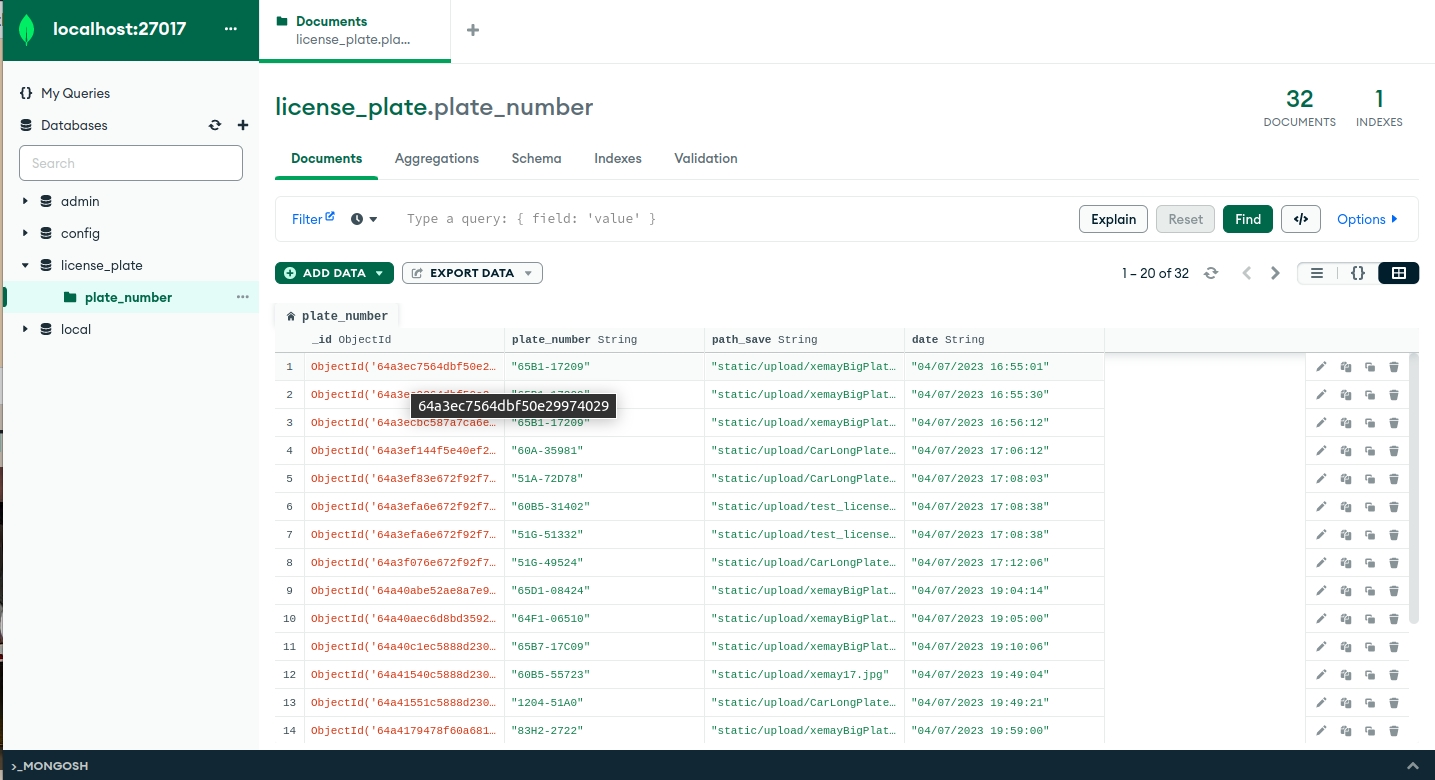 localhost:27017
Documents
license_plate.pla...
My Queries
Databases
Search
admin
config
license_plate
plate_number
local
license_plate.plate_number
32
DOCUMENTS
1
INDEXES
Documents Aggregations Schema Indexes Validation
Filter Type a query: { field: 'value' } Explain Reset Find </> Options
ADD DATA EXPORT DATA 1 – 20 of 32 {}
plate_number
_id ObjectId plate_number String path_save String date String
1 ObjectId('64a3ec7564dbf50e2… "65B1-17209" "static/upload/xemayBigPlat… "04/07/2023 16:55:01"
2 "static/upload/xemayBigPlat… "04/07/2023 16:55:30"
64a3ec7564dbf50e29974029
3 ObjectId('64a3ecbc587a7ca6e… "65B1-17209" "static/upload/xemayBigPlat… "04/07/2023 16:56:12"
4 ObjectId('64a3ef144f5e40ef2… "60A-35981" "static/upload/CarLongPlate… "04/07/2023 17:06:12"
5 ObjectId('64a3ef83e672f92f7… "51A-72D78" "static/upload/CarLongPlate… "04/07/2023 17:08:03"
6 ObjectId('64a3efa6e672f92f7… "60B5-31402" "static/upload/test_license… "04/07/2023 17:08:38"
7 ObjectId('64a3efa6e672f92f7… "51G-51332" "static/upload/test_license… "04/07/2023 17:08:38"
8 ObjectId('64a3f076e672f92f7… "51G-49524" "static/upload/CarLongPlate… "04/07/2023 17:12:06"
9 ObjectId('64a40abe52ae8a7e9… "65D1-08424" "static/upload/xemayBigPlat… "04/07/2023 19:04:14"
10 ObjectId('64a40aec6d8bd3592… "64F1-06510" "static/upload/xemayBigPlat… "04/07/2023 19:05:00"
11 ObjectId('64a40c1ec5888d230… "65B7-17C09" "static/upload/xemayBigPlat… "04/07/2023 19:10:06"
12 ObjectId('64a41540c5888d230… "60B5-55723" "static/upload/xemay17.jpg" "04/07/2023 19:49:04"
13 ObjectId('64a41551c5888d230… "1204-51A0" "static/upload/CarLongPlate… "04/07/2023 19:49:21"
14 ObjectId('64a4179478f60a681… "83H2-2722" "static/upload/xemayBigPlat… "04/07/2023 19:59:00"
>_MONGOSH